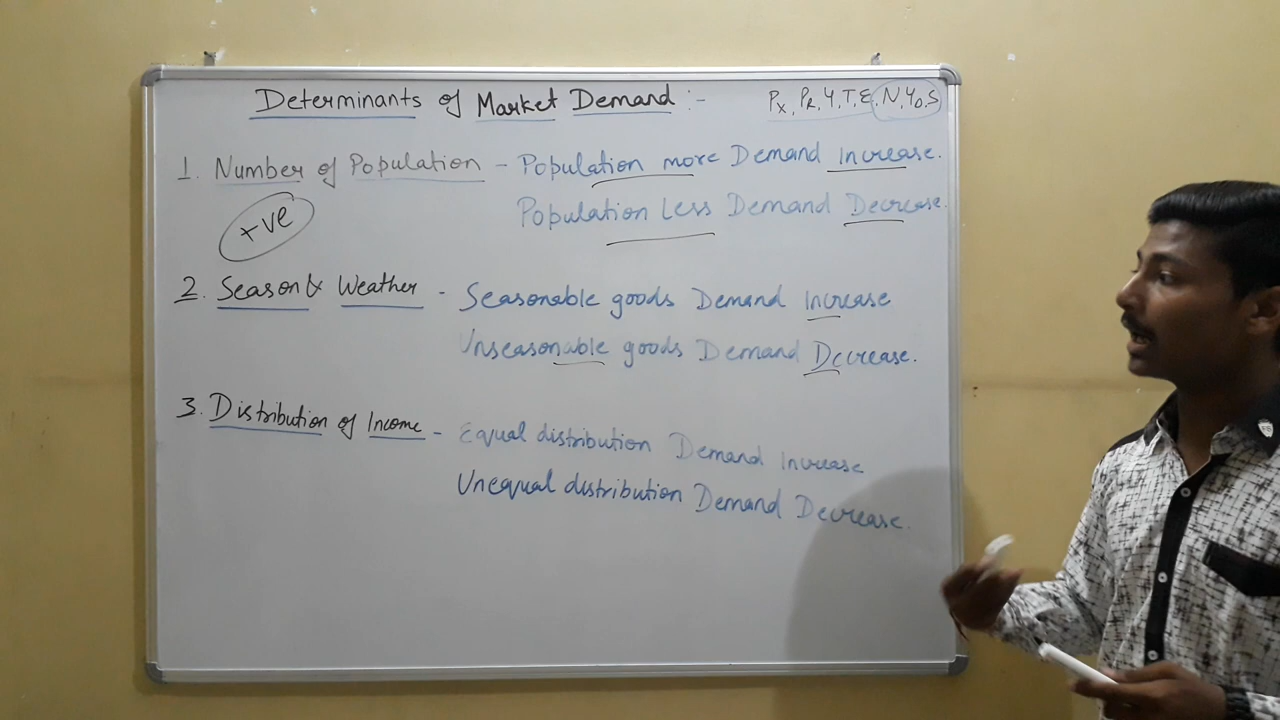 Determinants of Market Demand :-
Px, PR, Y, T, E, N, YD, S
1. Number of Population - Population more Demand Increase.
Population Less Demand Decrease.
+ve
2. Season & Weather - Seasonable goods Demand Increase
Unseasonable goods Demand Decrease.
3. Distribution of Income - Equal distribution Demand Increase
Unequal distribution Demand Decrease.